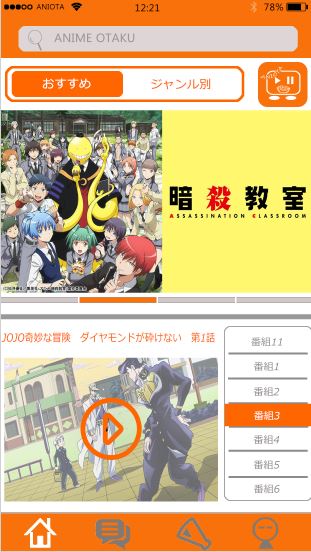 ANIOTA 12:21 78%
ANIME OTAKU
おすすめ ジャンル別
暗殺教室
ASSASSINATION CLASSROOM
JOJO奇妙な冒険 ダイヤモンドが砕けない 第1話
番組11
番組1
番組2
番組3
番組4
番組5
番組6